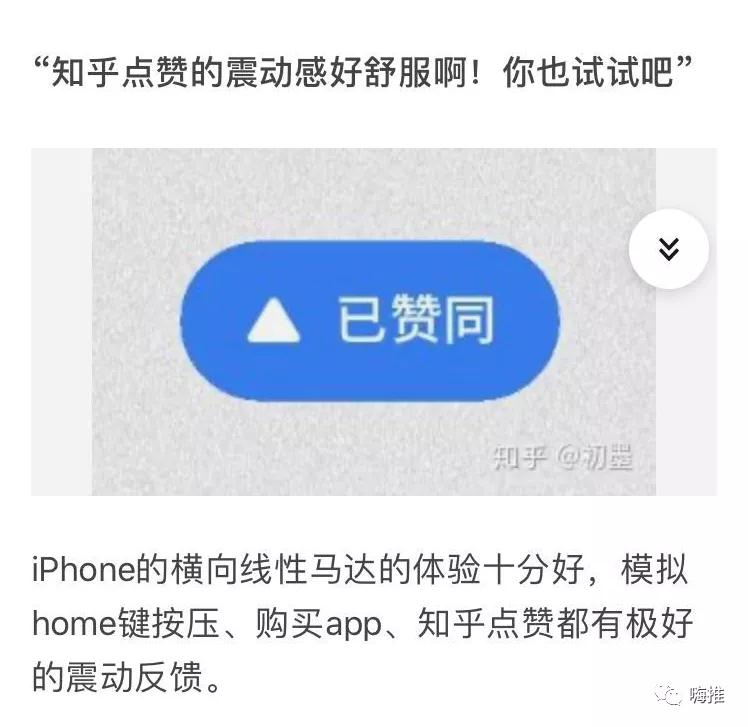 “知乎点赞的震动感好舒服啊！你也试试吧”
已赞同
知乎 @初墨
iPhone的横向线性马达的体验十分好，模拟
home键按压、购买app、知乎点赞都有极好
的震动反馈。
嗨推